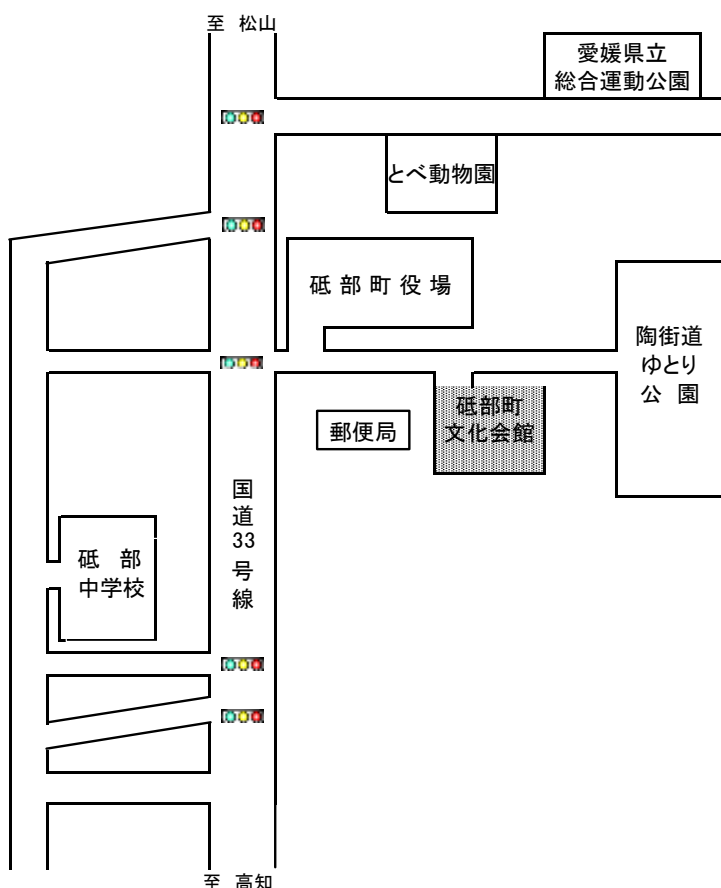 至 松山
愛媛県立
総合運動公園
とべ動物園
砥部町役場
陶街道
ゆとり
公 園
砥部町
文化会館
郵便局
国道33号線
砥 部
中学校
至 高知